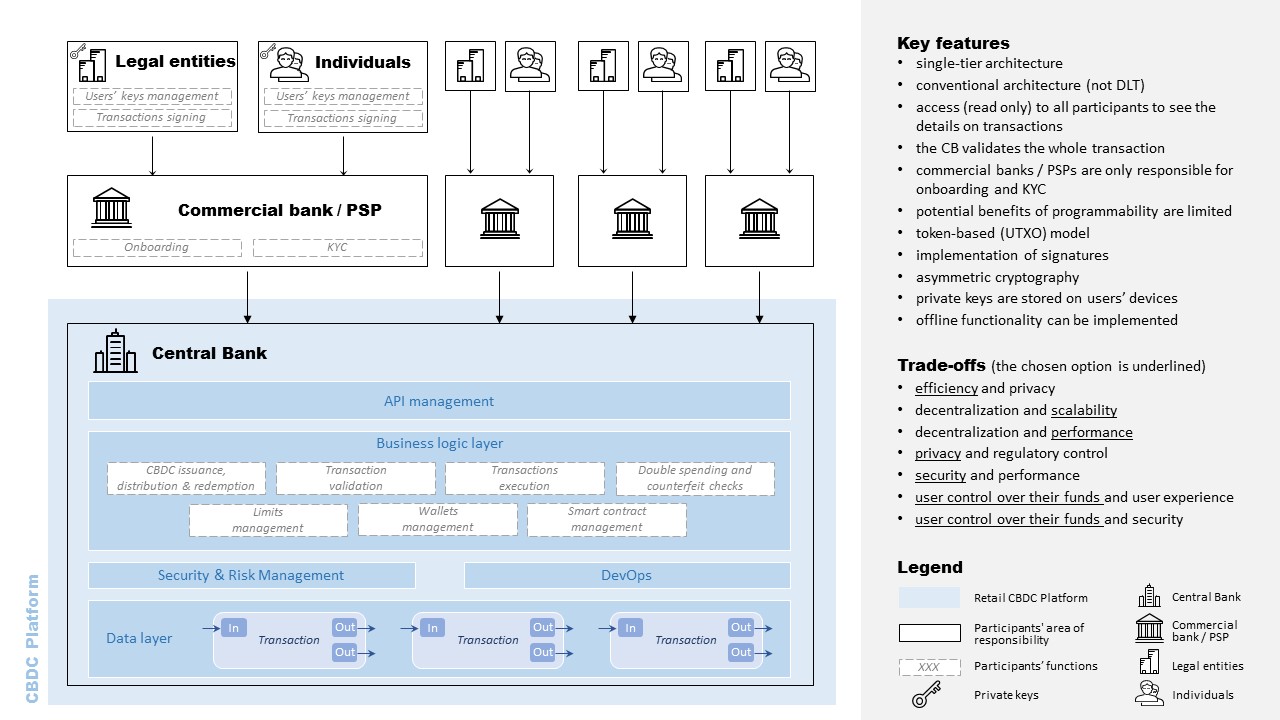 Legal entities
Users' keys management
Transactions signing
Individuals
Users' keys management
Transactions signing
Commercial bank / PSP
Onboarding
KYC
Central Bank
API management
Business logic layer
CBDC issuance,
distribution & redemption
Transaction
validation
Transactions
execution
Double spending and
counterfeit checks
Limits
management
Wallets
management
Smart contract
management
Security & Risk Management
DevOps
Data layer
In
Transaction
Out
Out
In
Transaction
Out
Out
In
Transaction
Out
Out
CBDC Platform
Key features
• single-tier architecture
• conventional architecture (not DLT)
• access (read only) to all participants to see the
details on transactions
• the CB validates the whole transaction
• commercial banks / PSPs are only responsible for
onboarding and KYC
• potential benefits of programmability are limited
• token-based (UTXO) model
• implementation of signatures
• asymmetric cryptography
• private keys are stored on users' devices
• offline functionality can be implemented
Trade-offs (the chosen option is underlined)
• efficiency and privacy
• decentralization and scalability
• decentralization and performance
• privacy and regulatory control
• security and performance
• user control over their funds and user experience
• user control over their funds and security
Legend
Retail CBDC Platform
Participants' area of
responsibility
XXX
Participants' functions
Private keys
Central Bank
Commercial
bank / PSP
Legal entities
Individuals